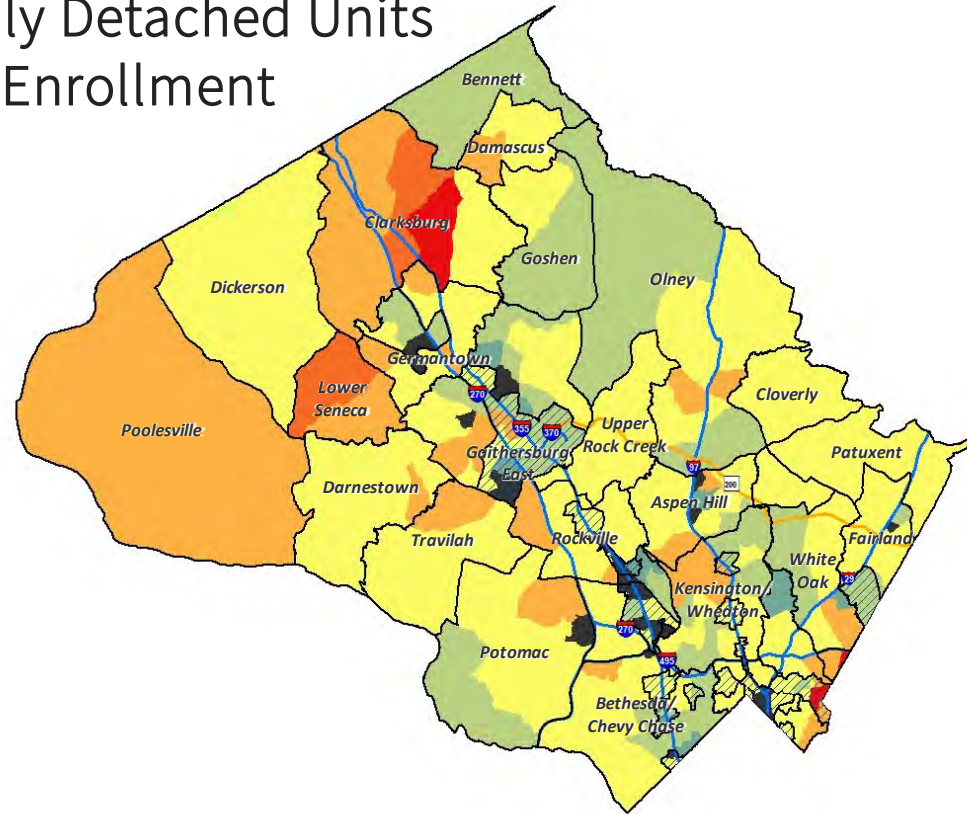 ly Detached Units
Enrollment
Bennett
Damascus
Clarksburg
Goshen
Olney
Dickerson
Germantown
Lower
Seneca
Cloverly
270
Poolesville
Upper
Rock Creek
355
370
Gaithersburg
East
Patuxent
97
200
Darnestown
Aspen Hill
Travilah
Rockville
Fairland
White
Oak
29
Kensington/
Wheaton
270
Potomac
495
Bethesda/
Chevy Chase